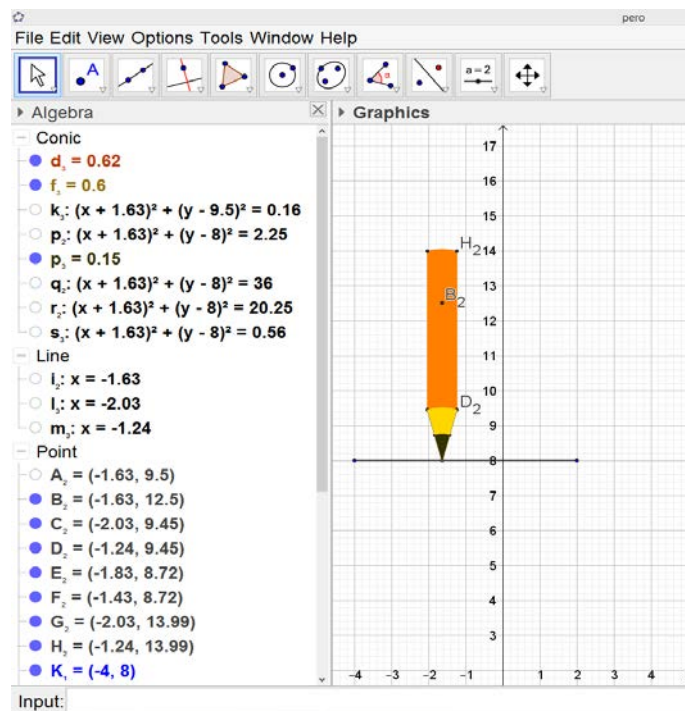 pero
File Edit View Options Tools Window Help
A
α
a = 2
Algebra
Graphics
Conic
d₃ = 0.62
f₃ = 0.6
k₃: (x + 1.63)² + (y - 9.5)² = 0.16
p₂: (x + 1.63)² + (y - 8)² = 2.25
p₃ = 0.15
q₂: (x + 1.63)² + (y - 8)² = 36
r₂: (x + 1.63)² + (y - 8)² = 20.25
s₃: (x + 1.63)² + (y - 8)² = 0.56
Line
i₂: x = -1.63
l₃: x = -2.03
m₃: x = -1.24
Point
A₂ = (-1.63, 9.5)
B₂ = (-1.63, 12.5)
C₂ = (-2.03, 9.45)
D₂ = (-1.24, 9.45)
E₂ = (-1.83, 8.72)
F₂ = (-1.43, 8.72)
G₂ = (-2.03, 13.99)
H₂ = (-1.24, 13.99)
K₁ = (-4, 8)
17
16
15
H₂ 14
13
B₂
12
11
10
D₂
9
8
7
6
5
4
3
-4 -3 -2 -1 1 2 3 4
Input: